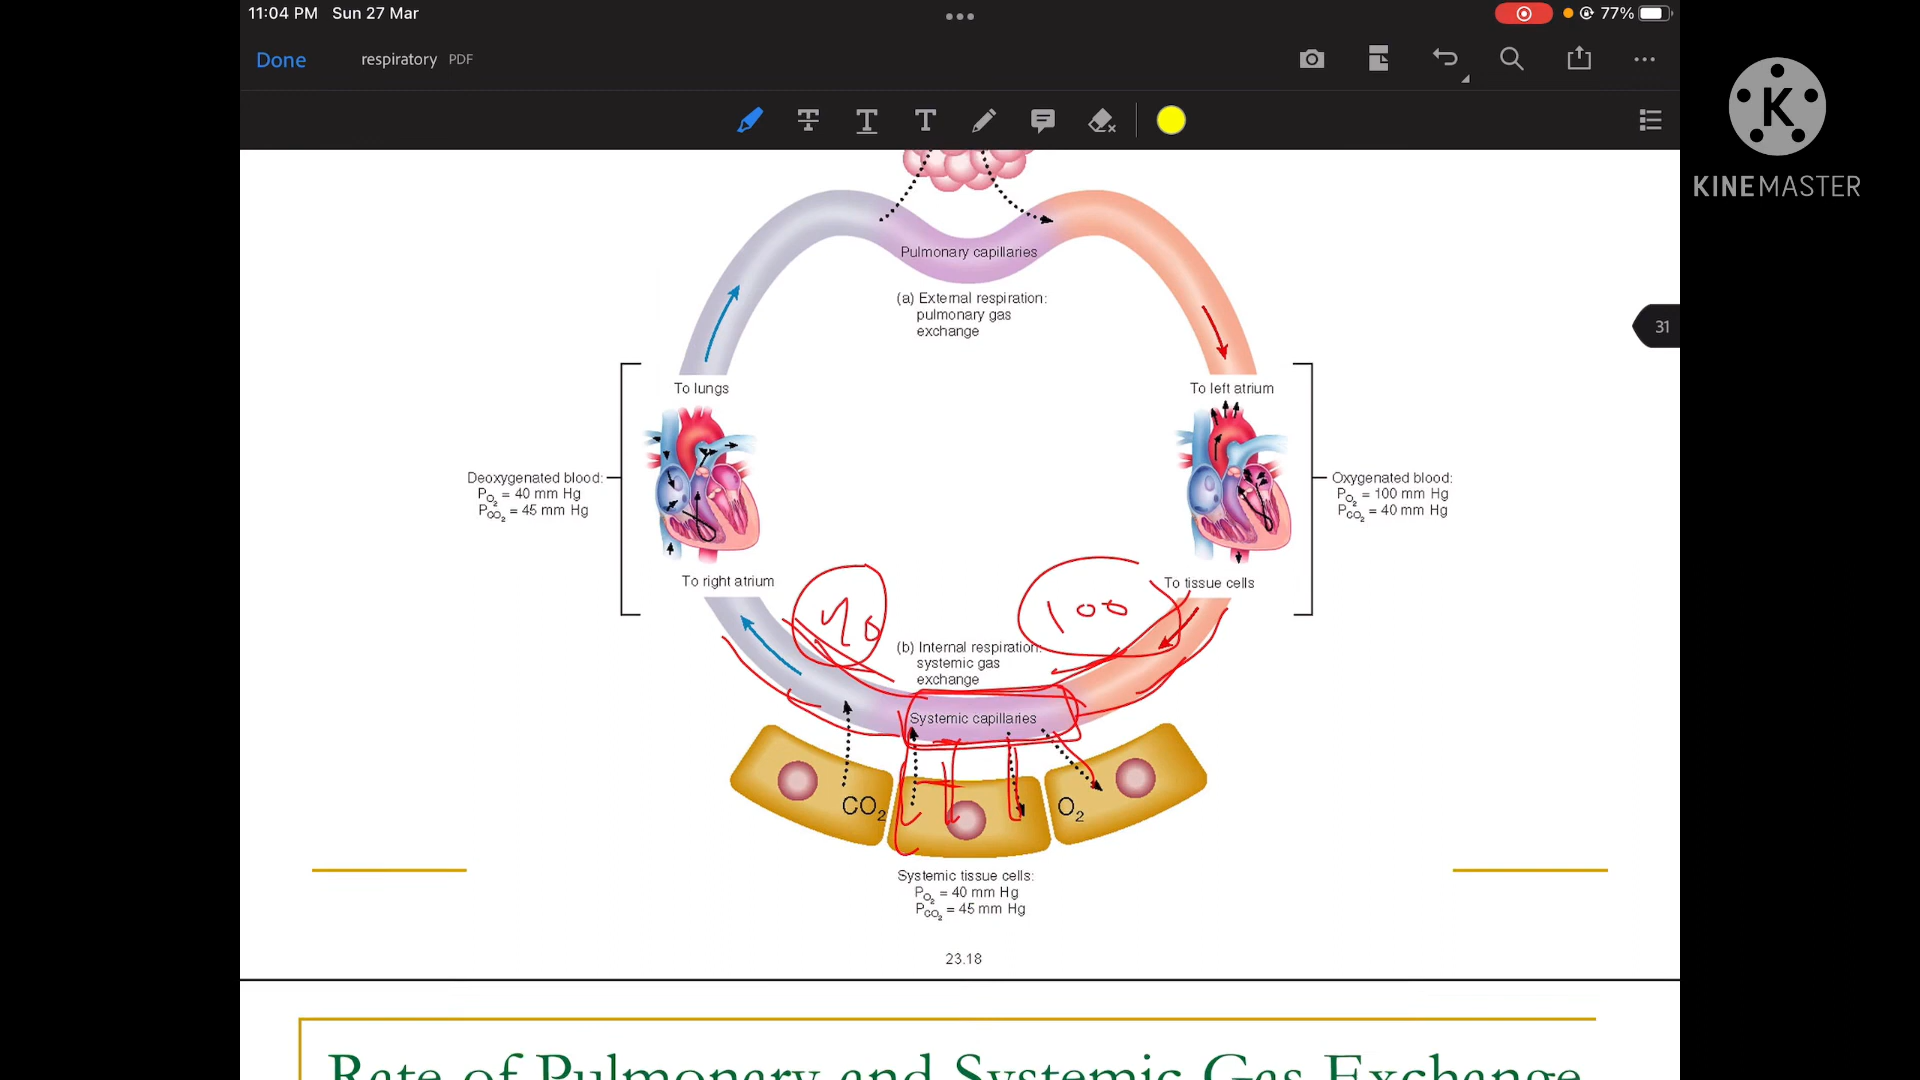 11:04 PM Sun 27 Mar
77%
Done
respiratory PDF
K
KINEMASTER
Pulmonary capillaries
(a) External respiration:
pulmonary gas
exchange
31
To lungs
To left atrium
Deoxygenated blood:
PO2 = 40 mm Hg
PCO2 = 45 mm Hg
Oxygenated blood:
PO2 = 100 mm Hg
PCO2 = 40 mm Hg
To right atrium
To tissue cells
40
100
(b) Internal respiration:
systemic gas
exchange
Systemic capillaries
CO2
O2
Systemic tissue cells:
PO2 = 40 mm Hg
PCO2 = 45 mm Hg
23.18
Rate of Pulmonary and Systemic Gas Exchange